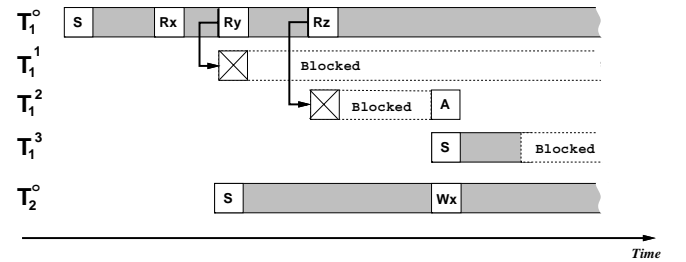 T₁° S Rx Ry Rz
T₁¹ Blocked
T₁² Blocked A
T₁³ S Blocked
T₂° S Wx
Time